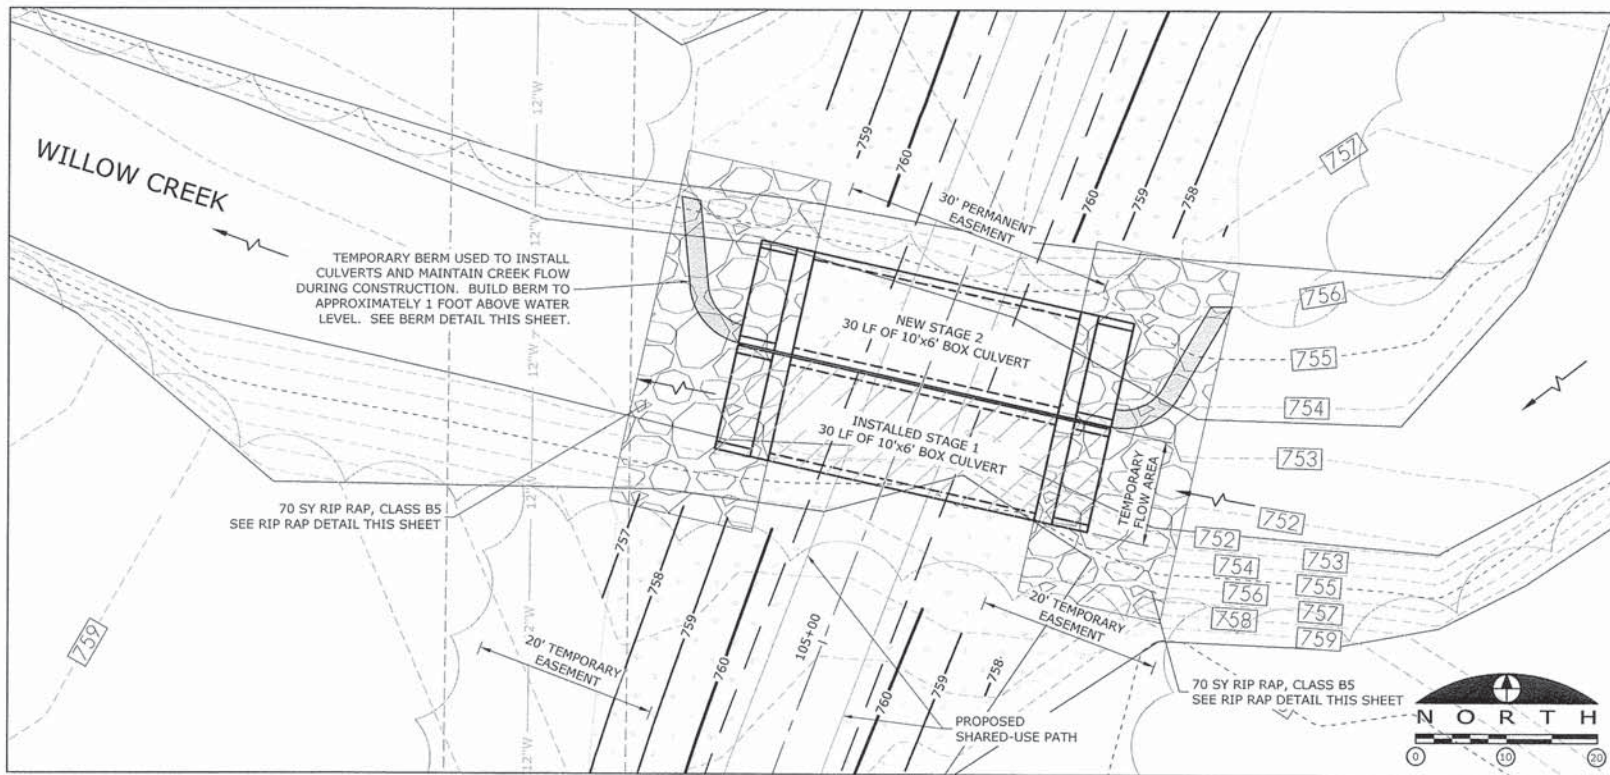 WILLOW CREEK
TEMPORARY BERM USED TO INSTALL
CULVERTS AND MAINTAIN CREEK FLOW
DURING CONSTRUCTION. BUILD BERM TO
APPROXIMATELY 1 FOOT ABOVE WATER
LEVEL. SEE BERM DETAIL THIS SHEET.
70 SY RIP RAP, CLASS B5
SEE RIP RAP DETAIL THIS SHEET
12"W
12"W
12"W
12"W
12"W
12"W
12"W
759
760
760
759
758
757
30' PERMANENT
EASEMENT
NEW STAGE 2
30 LF OF 10'x6' BOX CULVERT
INSTALLED STAGE 1
30 LF OF 10'x6' BOX CULVERT
TEMPORARY
FLOW AREA
756
755
754
753
752
752
753
754
755
756
757
758
759
759
757
758
759
760
20' TEMPORARY
EASEMENT
105+00
760
759
758
20' TEMPORARY
EASEMENT
PROPOSED
SHARED-USE PATH
70 SY RIP RAP, CLASS B5
SEE RIP RAP DETAIL THIS SHEET
NORTH
0 10 20